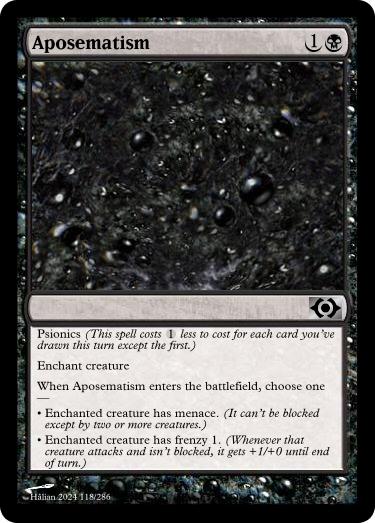 Aposematism 1
Psionics (This spell costs 1 less to cost for each card you've
drawn this turn except the first.)
Enchant creature
When Aposematism enters the battlefield, choose one
—
• Enchanted creature has menace. (It can't be blocked
except by two or more creatures.)
• Enchanted creature has frenzy 1. (Whenever that
creature attacks and isn't blocked, it gets +1/+0 until end
of turn.)
Hálian 2024 118/286